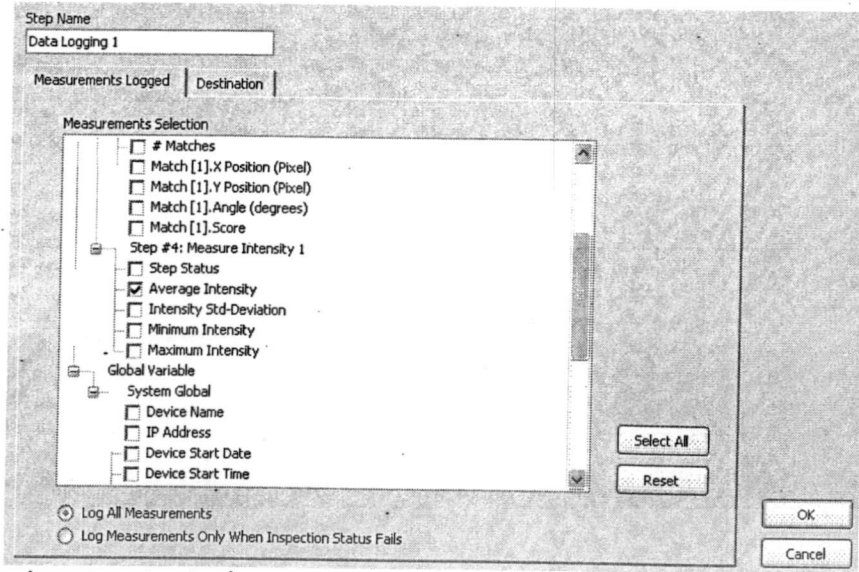 Step Name
Data Logging 1
Measurements Logged
Destination
Measurements Selection
# Matches
Match [1].X Position (Pixel)
Match [1].Y Position (Pixel)
Match [1].Angle (degrees)
Match [1].Score
Step #4: Measure Intensity 1
Step Status
Average Intensity
Intensity Std-Deviation
Minimum Intensity
Maximum Intensity
Global Variable
System Global
Device Name
IP Address
Device Start Date
Device Start Time
Select All
Reset
Log All Measurements
Log Measurements Only When Inspection Status Fails
OK
Cancel